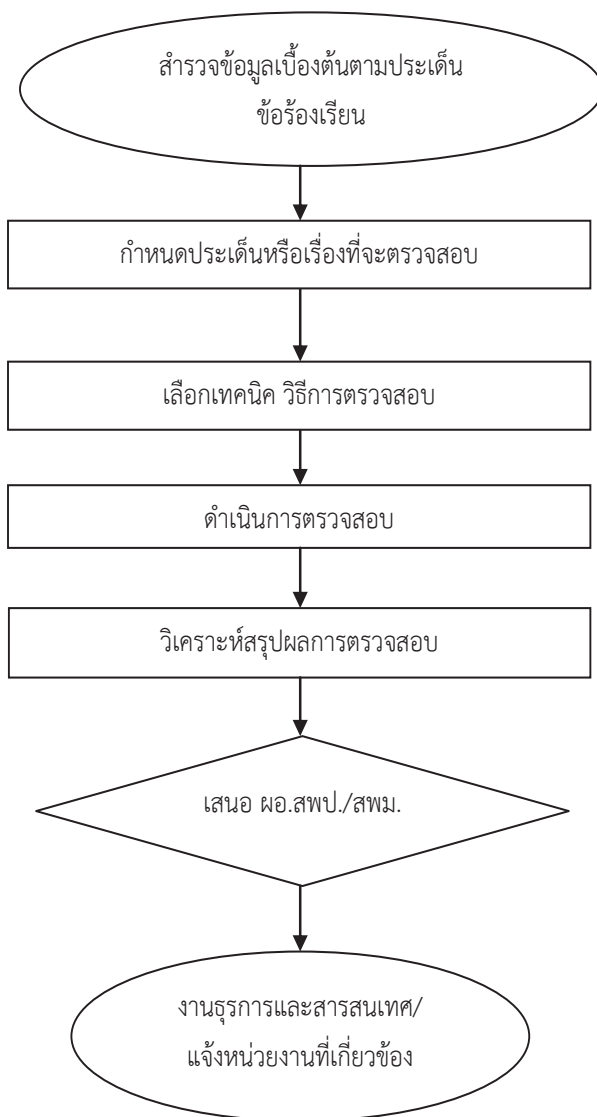 สำรวจข้อมูลเบื้องต้นตามประเด็น
ข้อร้องเรียน
กำหนดประเด็นหรือเรื่องที่จะตรวจสอบ
เลือกเทคนิค วิธีการตรวจสอบ
ดำเนินการตรวจสอบ
วิเคราะห์สรุปผลการตรวจสอบ
เสนอ ผอ.สพป./สพม.
งานธุรการและสารสนเทศ/
แจ้งหน่วยงานที่เกี่ยวข้อง